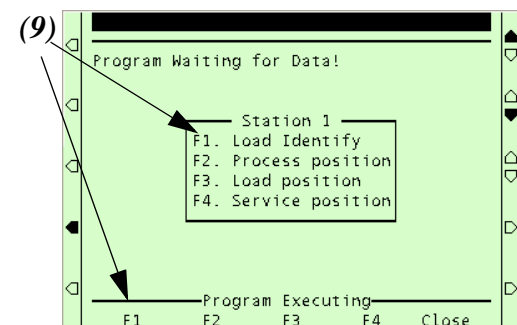 (9)
Program Waiting for Data!
Station 1
F1. Load Identify
F2. Process position
F3. Load position
F4. Service position
Program Executing
F1 F2 F3 F4 Close